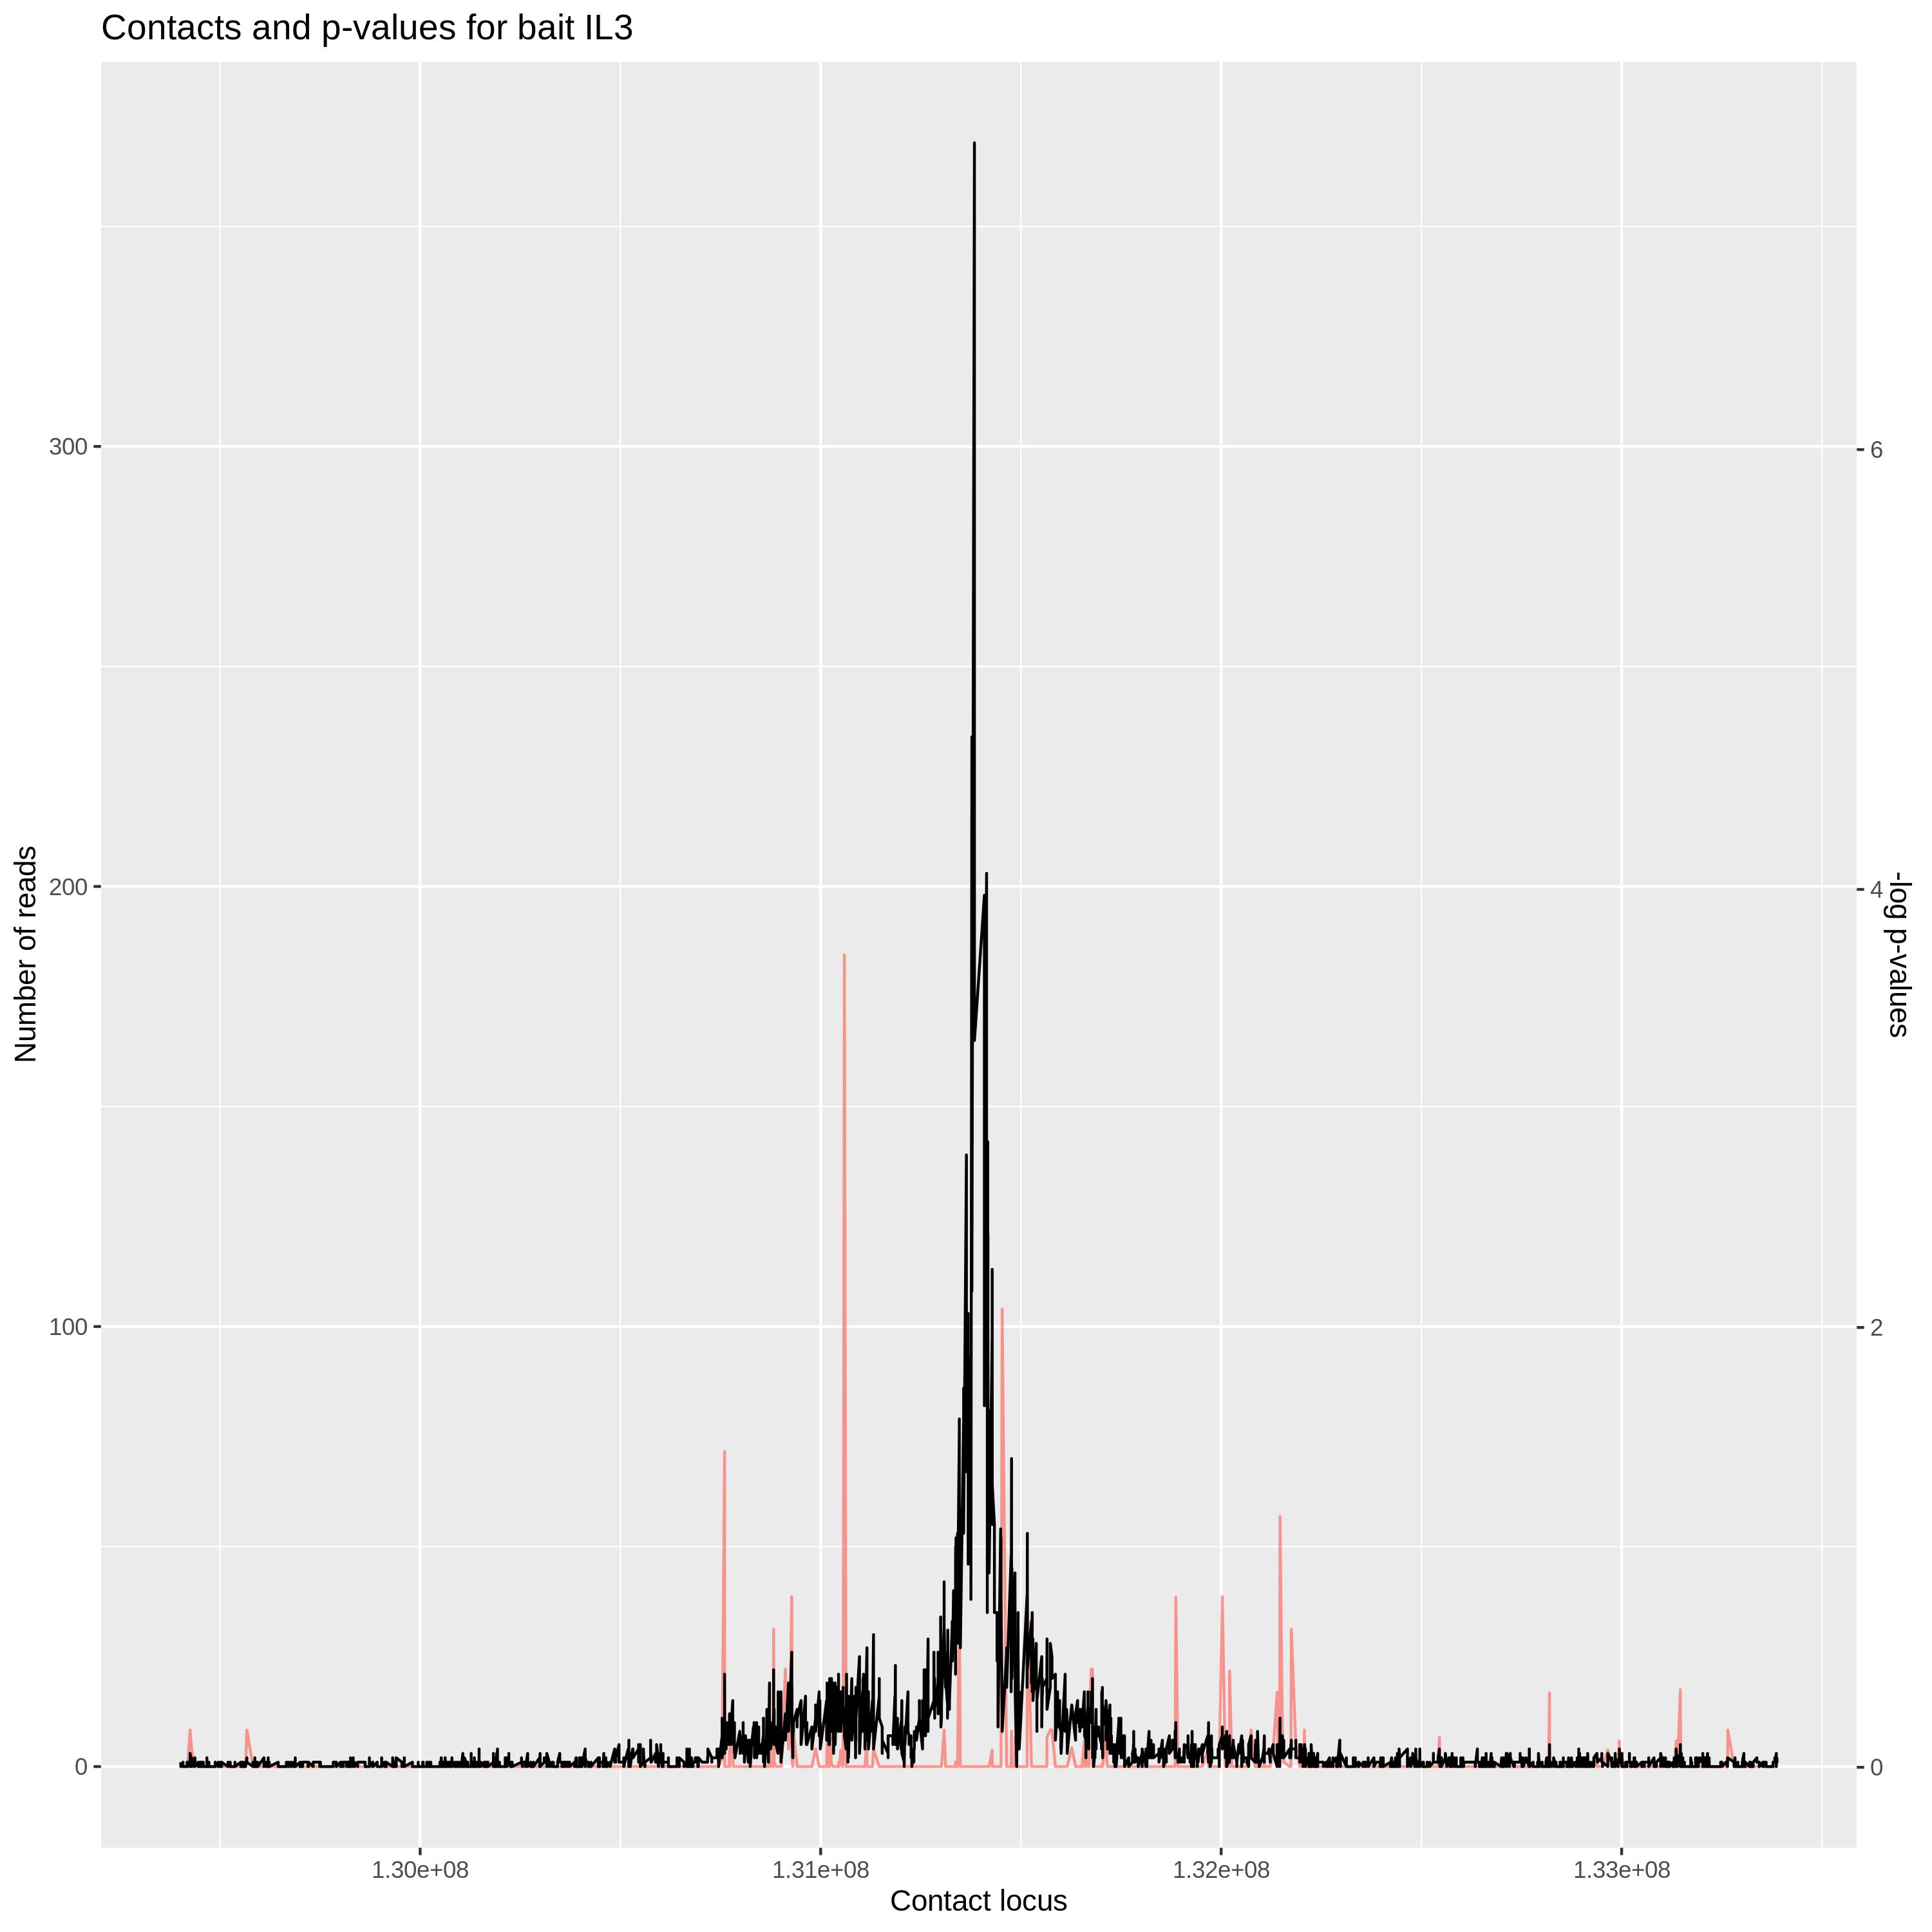 Contacts and p-values for bait IL3
Number of reads
300
200
100
0
6
4
2
0
-log p-values
1.30e+08
1.31e+08
1.32e+08
1.33e+08
Contact locus